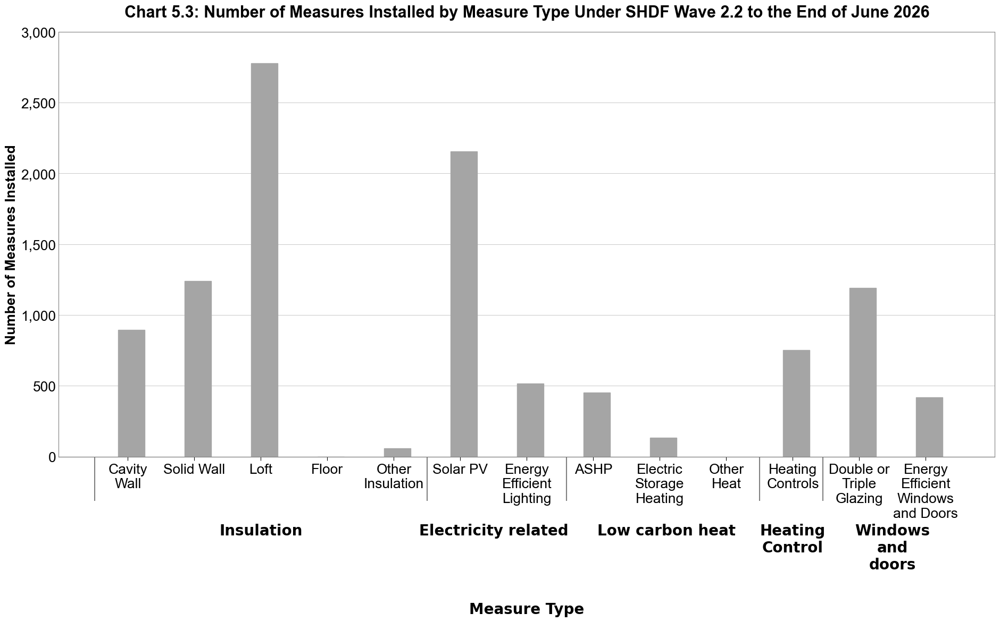 Chart 5.3: Number of Measures Installed by Measure Type Under SHDF Wave 2.2 to the End of June 2026
Number of Measures Installed
3,000
2,500
2,000
1,500
1,000
500
0
Cavity
Wall
Solid Wall
Loft
Floor
Other
Insulation
Solar PV
Energy
Efficient
Lighting
ASHP
Electric
Storage
Heating
Other
Heat
Heating
Controls
Double or
Triple
Glazing
Energy
Efficient
Windows
and Doors
Insulation
Electricity related
Low carbon heat
Heating
Control
Windows
and
doors
Measure Type